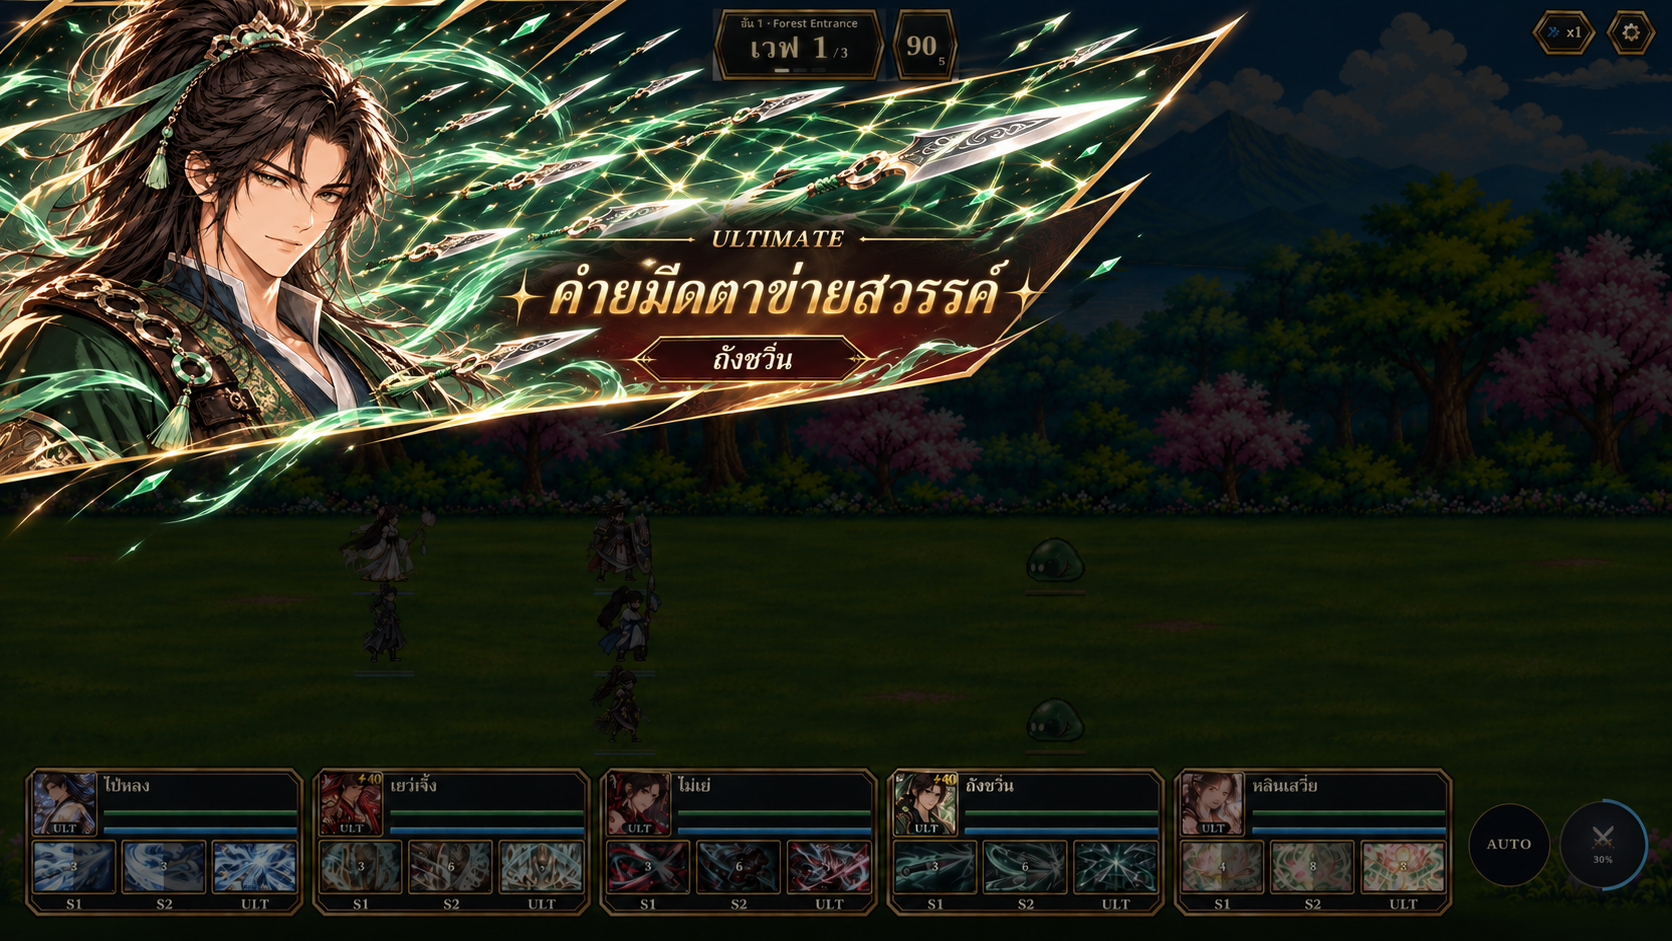 ชั้น 1 · Forest Entrance
เวฟ 1 / 3
90
5
x1
ULTIMATE
ค่ายมีดตาข่ายสวรรค์
ถังชวิ่น
ไป๋หลง
ULT
3
3
S1
S2
ULT
40
เยว่เจิ้ง
ULT
3
6
S1
S2
ULT
ไม่เย่
ULT
3
6
S1
S2
ULT
40
ถังชวิ่น
ULT
3
6
S1
S2
ULT
หลินเสวี่ย
ULT
4
8
S1
S2
ULT
AUTO
30%